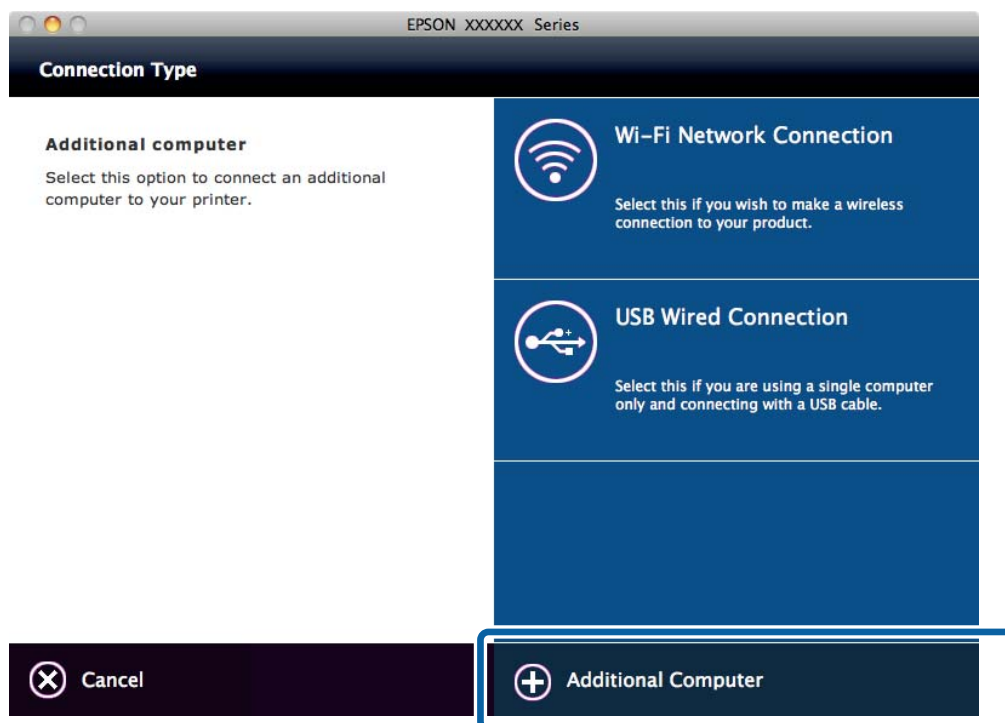 EPSON XXXXXX Series
Connection Type
Additional computer
Select this option to connect an additional
computer to your printer.
Wi-Fi Network Connection
Select this if you wish to make a wireless
connection to your product.
USB Wired Connection
Select this if you are using a single computer
only and connecting with a USB cable.
Cancel
Additional Computer